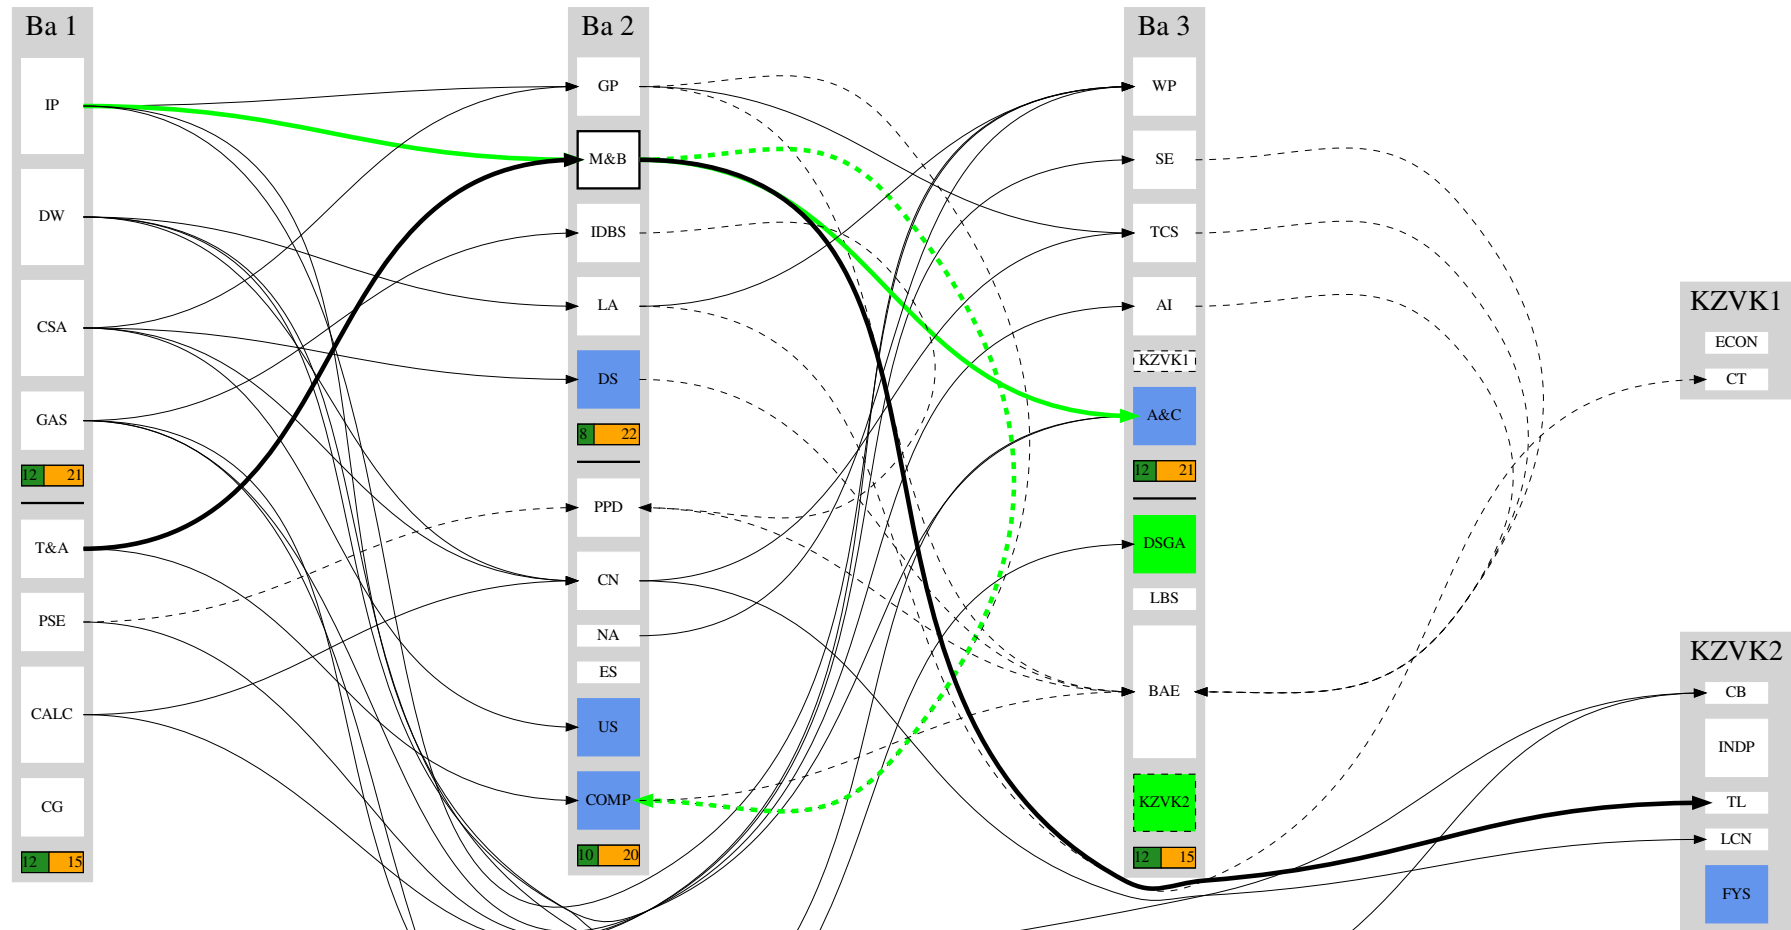 Ba 1
IP
DW
CSA
GAS
12 21
T&A
PSE
CALC
CG
12 15
Ba 2
GP
M&B
IDBS
LA
DS
8 22
PPD
CN
NA
ES
US
COMP
10 20
Ba 3
WP
SE
TCS
AI
KZVK1
A&C
12 21
DSGA
LBS
BAE
KZVK2
12 15
KZVK1
ECON
CT
KZVK2
CB
INDP
TL
LCN
FYS